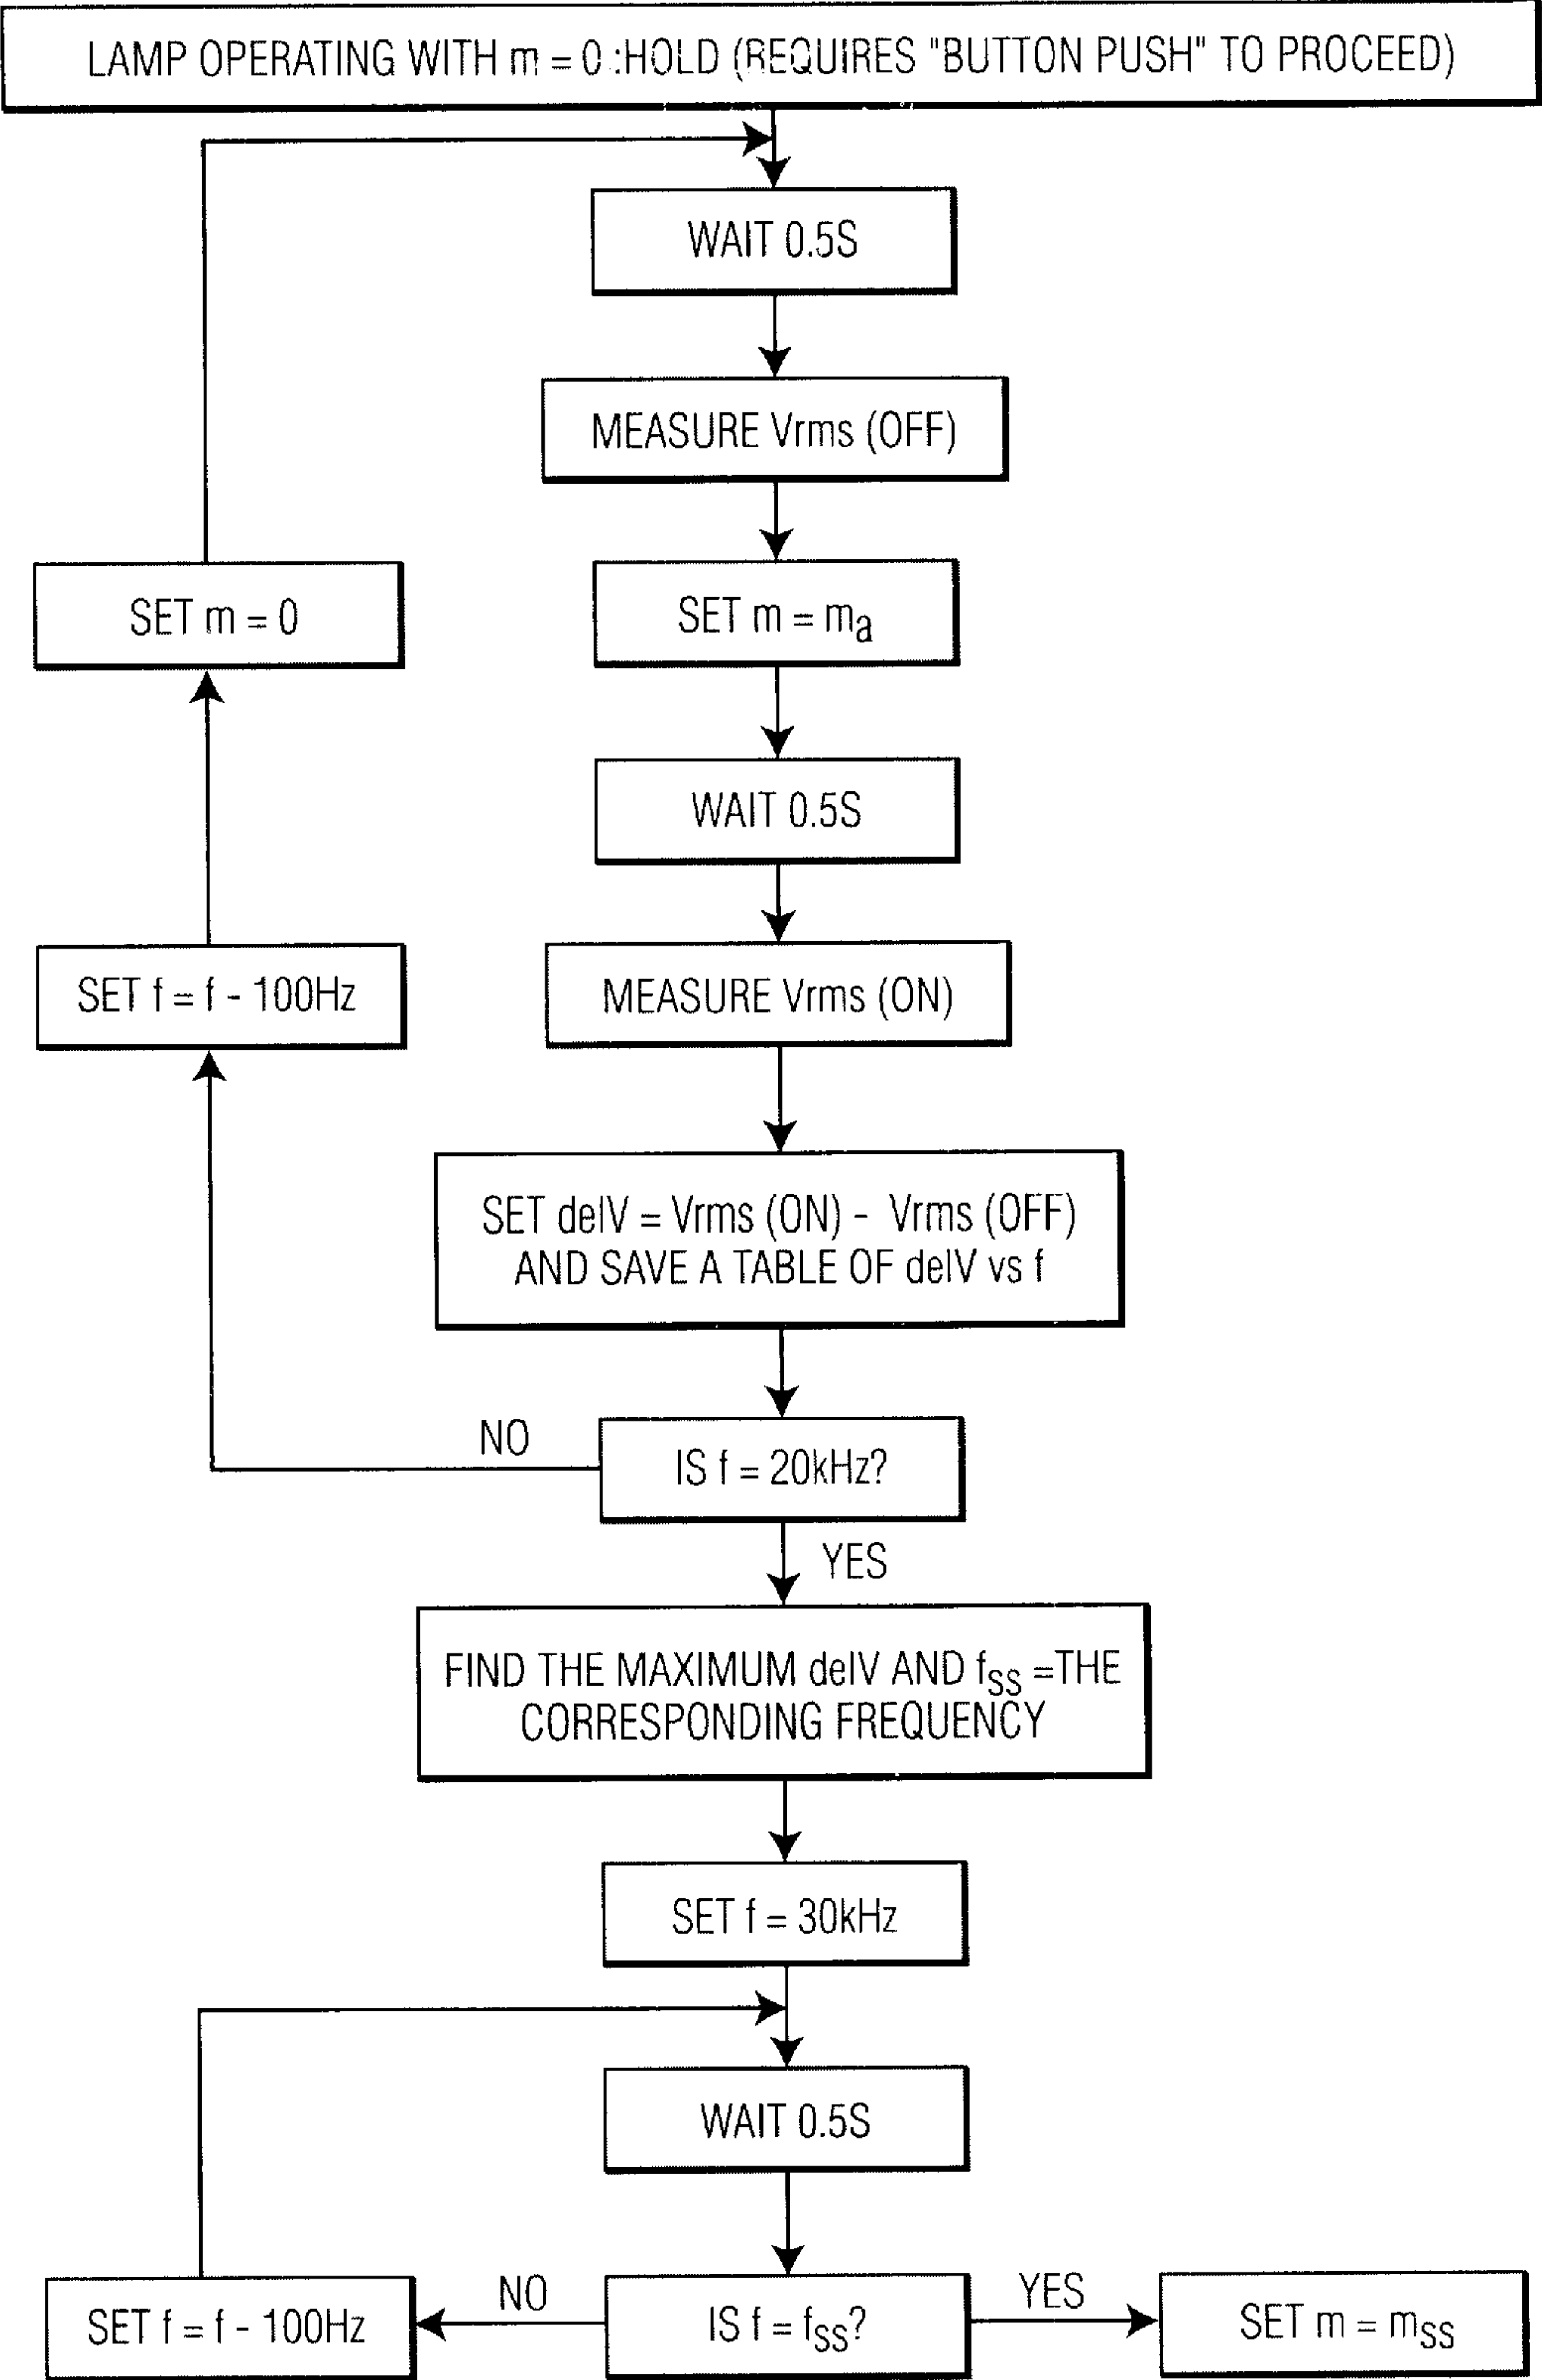 LAMP OPERATING WITH m = 0 :HOLD (REQUIRES "BUTTON PUSH" TO PROCEED)
WAIT 0.5S
MEASURE Vrms (OFF)
SET m = 0
SET m = ma
WAIT 0.5S
SET f = f - 100Hz
MEASURE Vrms (ON)
SET delV = Vrms (ON) - Vrms (OFF)
AND SAVE A TABLE OF delV vs f
NO
IS f = 20kHz?
YES
FIND THE MAXIMUM delV AND fSS =THE
CORRESPONDING FREQUENCY
SET f = 30kHz
WAIT 0.5S
SET f = f - 100Hz
NO
IS f = fSS?
YES
SET m = mSS